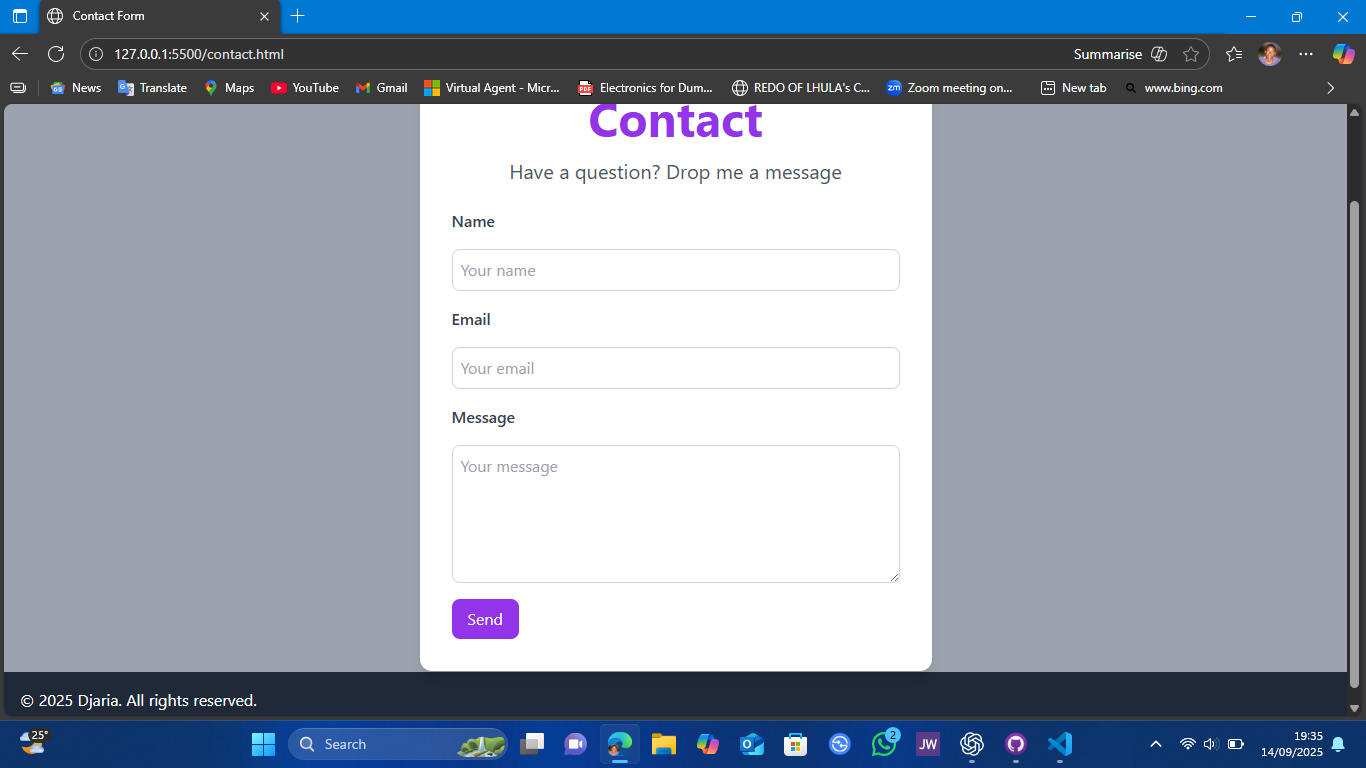 Contact Form
127.0.0.1:5500/contact.html
Summarise
News
Translate
Maps
YouTube
Gmail
Virtual Agent - Micr...
PDF
Electronics for Dum...
REDO OF LHULA's C...
zm
Zoom meeting on...
New tab
www.bing.com
Contact
Have a question? Drop me a message
Name
Your name
Email
Your email
Message
Your message
Send
© 2025 Djaria. All rights reserved.
25°
Search
2
JW
19:35
14/09/2025